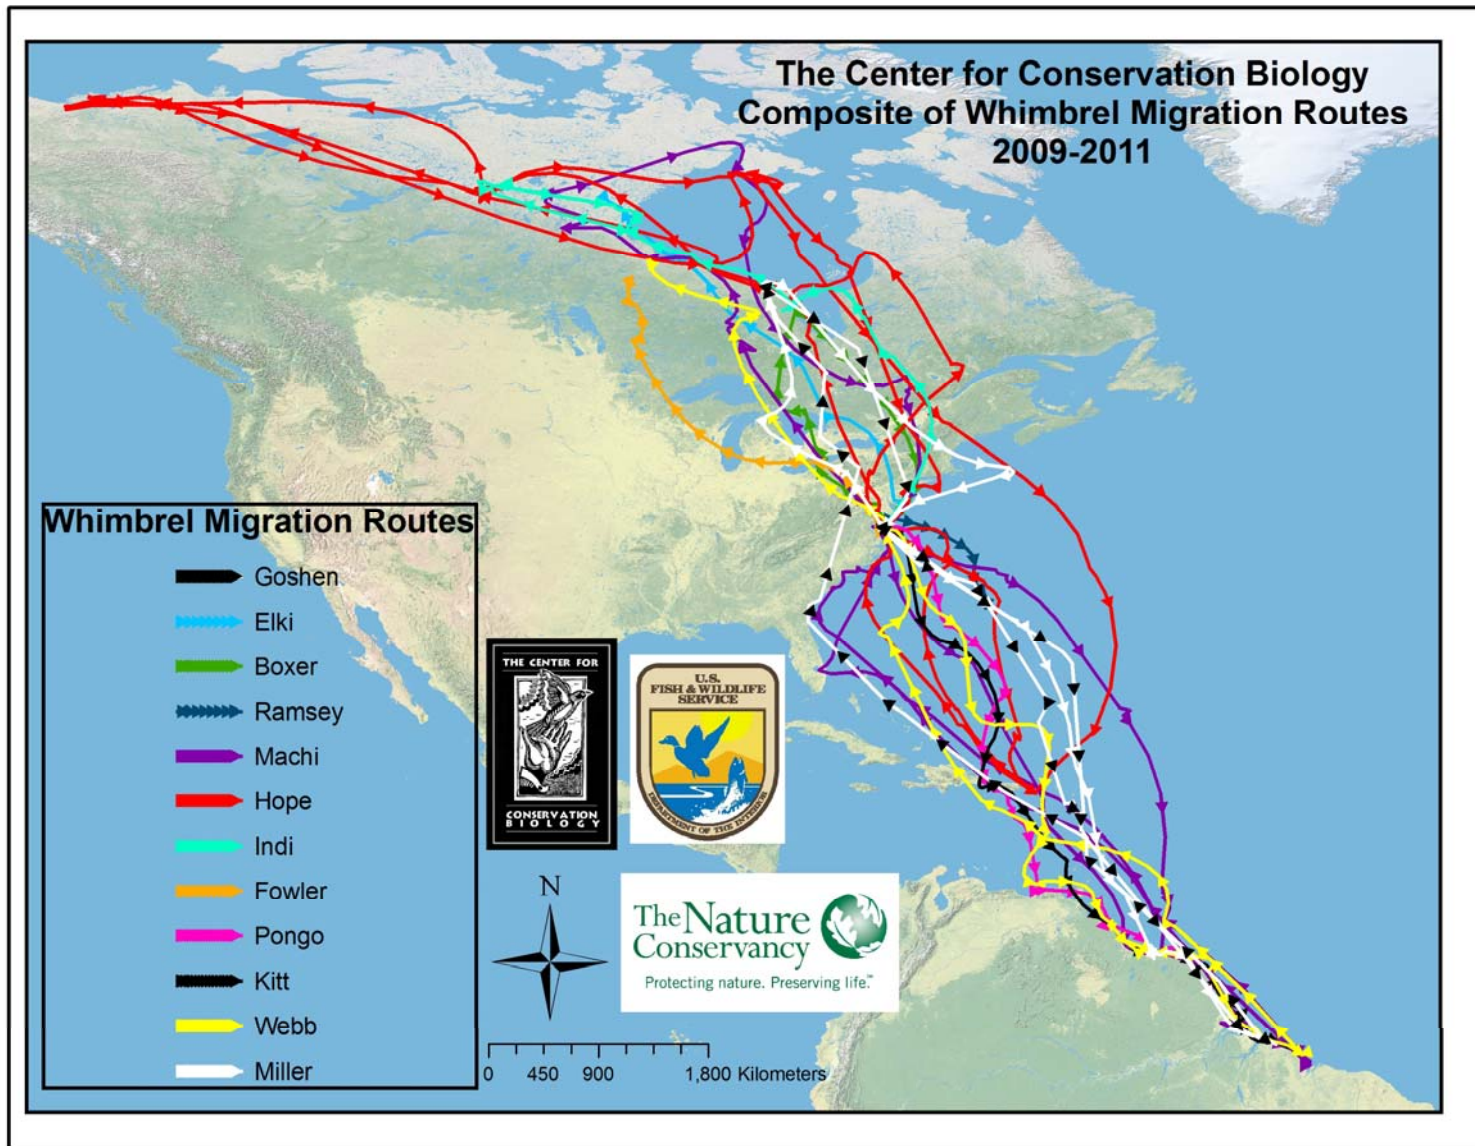 The Center for Conservation Biology
Composite of Whimbrel Migration Routes
2009-2011
Whimbrel Migration Routes
Goshen
Elki
Boxer
Ramsey
Machi
Hope
Indi
Fowler
Pongo
Kitt
Webb
Miller
THE CENTER FOR
CONSERVATION
BIOLOGY
U.S.
FISH & WILDLIFE
SERVICE
DEPARTMENT OF THE INTERIOR
N
The Nature
Conservancy
Protecting nature. Preserving life.™
0 450 900 1,800 Kilometers